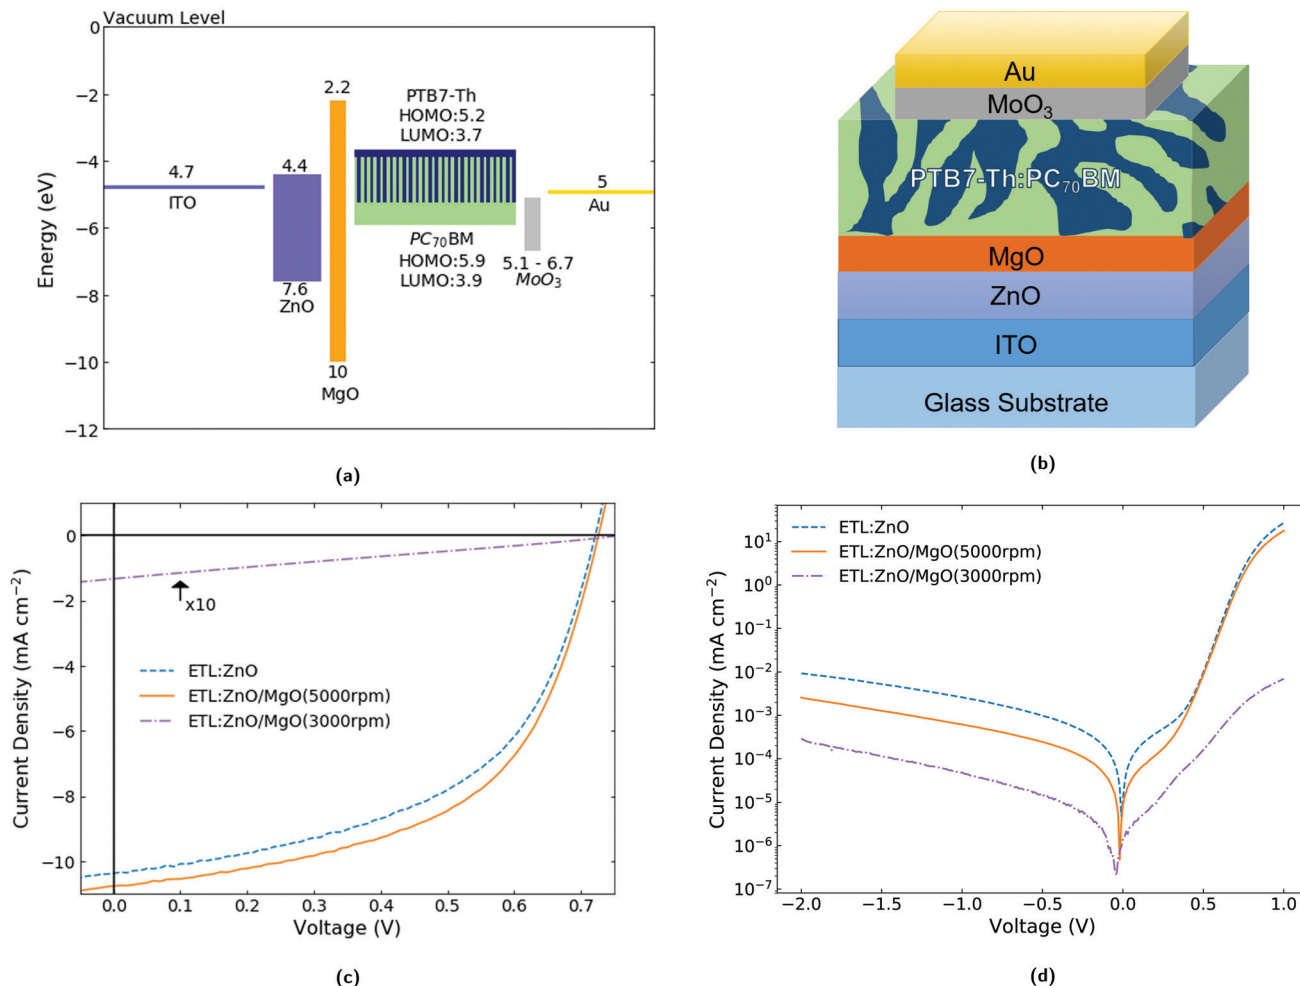 Vacuum Level
0
−2
−4
−6
−8
−10
−12
Energy (eV)
4.7
ITO
4.4
7.6
ZnO
2.2
10
MgO
PTB7-Th
HOMO:5.2
LUMO:3.7
PC70BM
HOMO:5.9
LUMO:3.9
5.1 - 6.7
MoO3
5
Au
(a)
Au
MoO3
PTB7-Th:PC70BM
MgO
ZnO
ITO
Glass Substrate
(b)
0
−2
−4
−6
−8
−10
Current Density (mA cm−2)
x10
ETL:ZnO
ETL:ZnO/MgO(5000rpm)
ETL:ZnO/MgO(3000rpm)
0.0 0.1 0.2 0.3 0.4 0.5 0.6 0.7
Voltage (V)
(c)
ETL:ZnO
ETL:ZnO/MgO(5000rpm)
ETL:ZnO/MgO(3000rpm)
10^1
10^0
10^−1
10^−2
10^−3
10^−4
10^−5
10^−6
10^−7
Current Density (mA cm−2)
−2.0 −1.5 −1.0 −0.5 0.0 0.5 1.0
Voltage (V)
(d)